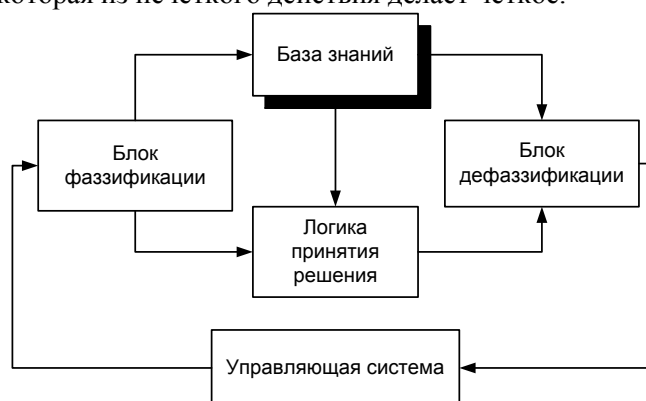 которая из нечеткого действия делает четкое.
База знаний
Блок
фаззификации
Блок
дефаззификации
Логика
принятия
решения
Управляющая система